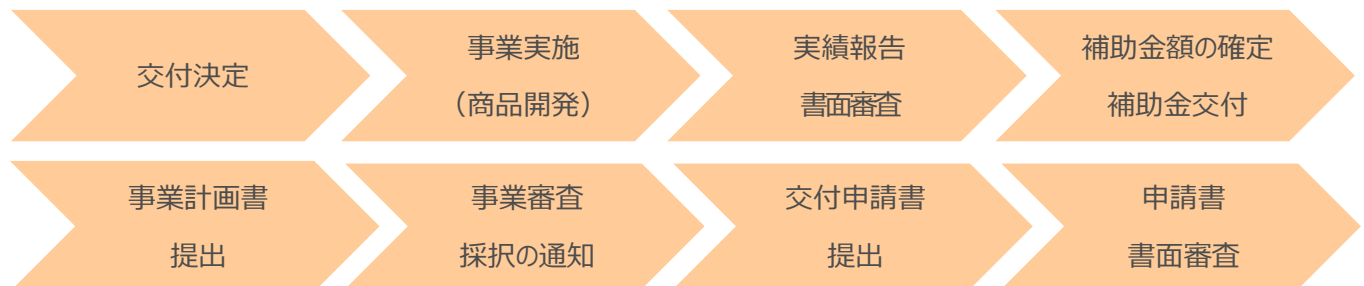 交付決定
事業実施
（商品開発）
実績報告
書面審査
補助金額の確定
補助金交付
事業計画書
提出
事業審査
採択の通知
交付申請書
提出
申請書
書面審査